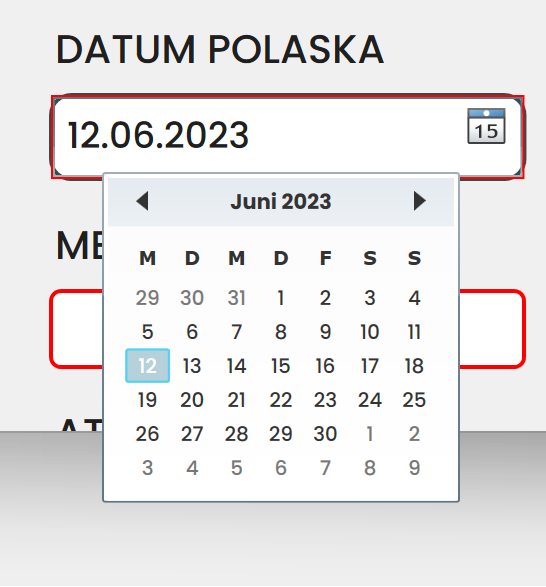 DATUM POLASKA
12.06.2023
15
Juni 2023
ME
M D M D F S S
29 30 31 1 2 3 4
5 6 7 8 9 10 11
12 13 14 15 16 17 18
19 20 21 22 23 24 25
26 27 28 29 30 1 2
3 4 5 6 7 8 9